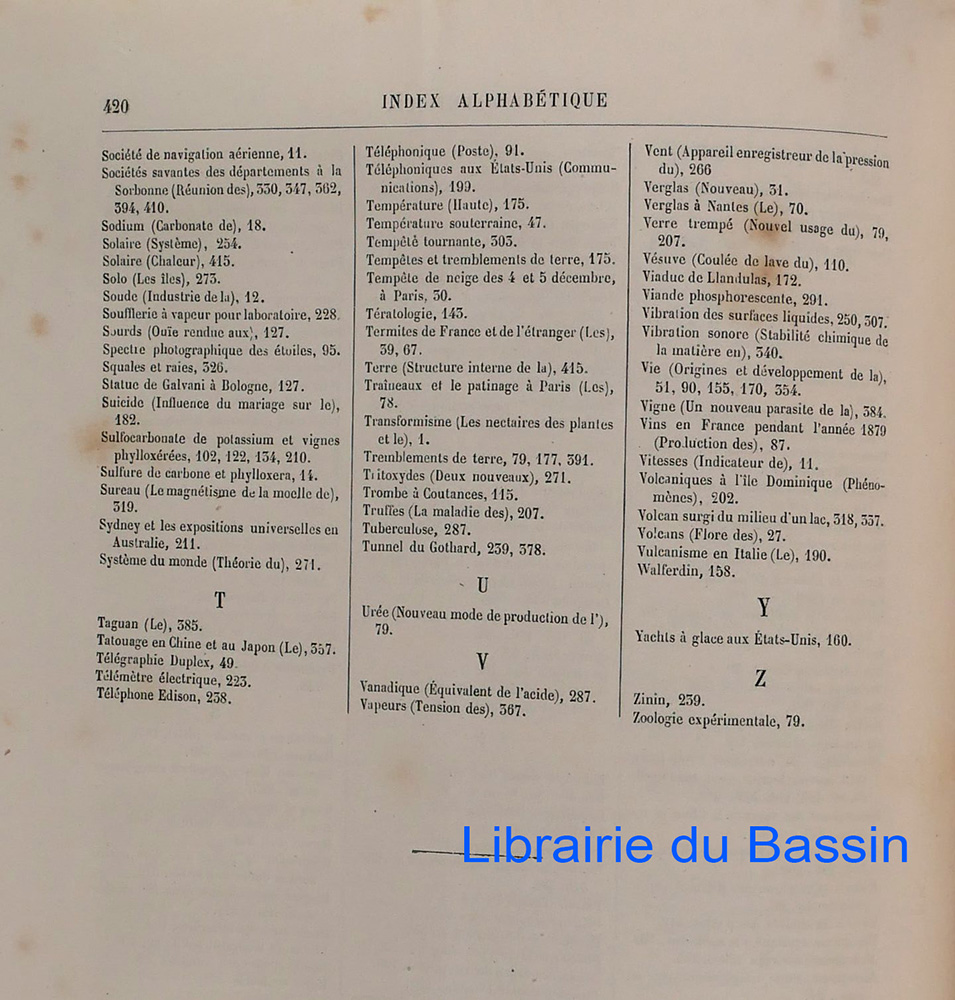 420
INDEX ALPHABÉTIQUE
Société de navigation aérienne, 11.
Sociétés savantes des départements à la
Sorbonne (Réunion des), 330, 347, 362,
394, 410.
Sodium (Carbonate de), 18.
Solaire (Système), 254.
Solaire (Chaleur), 415.
Solo (Les îles), 273.
Soude (Industrie de la), 12.
Soufflerie à vapeur pour laboratoire, 228.
Sourds (Ouïe rendue aux), 127.
Spectre photographique des étoiles, 95.
Squales et raies, 326.
Statue de Galvani à Bologne, 127.
Suicide (Influence du mariage sur le),
182.
Sulfocarbonate de potassium et vignes
phylloxérées, 102, 122, 134, 210.
Sulfure de carbone et phylloxera, 14.
Sureau (Le magnétisme de la moelle de),
319.
Sydney et les expositions universelles en
Australie, 211.
Système du monde (Théorie du), 271.
T
Taguan (Le), 385.
Tatouage en Chine et au Japon (Le), 357.
Télégraphie Duplex, 49.
Télémètre électrique, 223.
Téléphone Edison, 238.
Téléphonique (Poste), 91.
Téléphoniques aux États-Unis (Commu-
nications), 199.
Température (Haute), 175.
Température souterraine, 47.
Tempête tournante, 303.
Tempêtes et tremblements de terre, 175.
Tempête de neige des 4 et 5 décembre,
à Paris, 30.
Tératologie, 143.
Termites de France et de l'étranger (Les),
39, 67.
Terre (Structure interne de la), 415.
Traîneaux et le patinage à Paris (Les),
78.
Transformisme (Les nectaires des plantes
et le), 1.
Tremblements de terre, 79, 177, 391.
Tritoxydes (Deux nouveaux), 271.
Trombe à Coutances, 115.
Truffes (La maladie des), 207.
Tuberculose, 287.
Tunnel du Gothard, 239, 378.
U
Urée (Nouveau mode de production de l'),
79.
V
Vanadique (Équivalent de l'acide), 287.
Vapeurs (Tension des), 367.
Vent (Appareil enregistreur de la pression
du), 266
Verglas (Nouveau), 31.
Verglas à Nantes (Le), 70.
Verre trempé (Nouvel usage du), 79,
207.
Vésuve (Coulée de lave du), 110.
Viaduc de Llandulas, 172.
Viande phosphorescente, 291.
Vibration des surfaces liquides, 250, 307.
Vibration sonore (Stabilité chimique de
la matière en), 340.
Vie (Origines et développement de la),
51, 90, 155, 170, 354.
Vigne (Un nouveau parasite de la), 384.
Vins en France pendant l'année 1879
(Production des), 87.
Vitesses (Indicateur de), 11.
Volcaniques à l'île Dominique (Phéno-
mènes), 202.
Volcan surgi du milieu d'un lac, 318, 337.
Volcans (Flore des), 27.
Vulcanisme en Italie (Le), 190.
Walferdin, 158.
Y
Yachts à glace aux États-Unis, 160.
Z
Zinin, 239.
Zoologie expérimentale, 79.
Librairie du Bassin